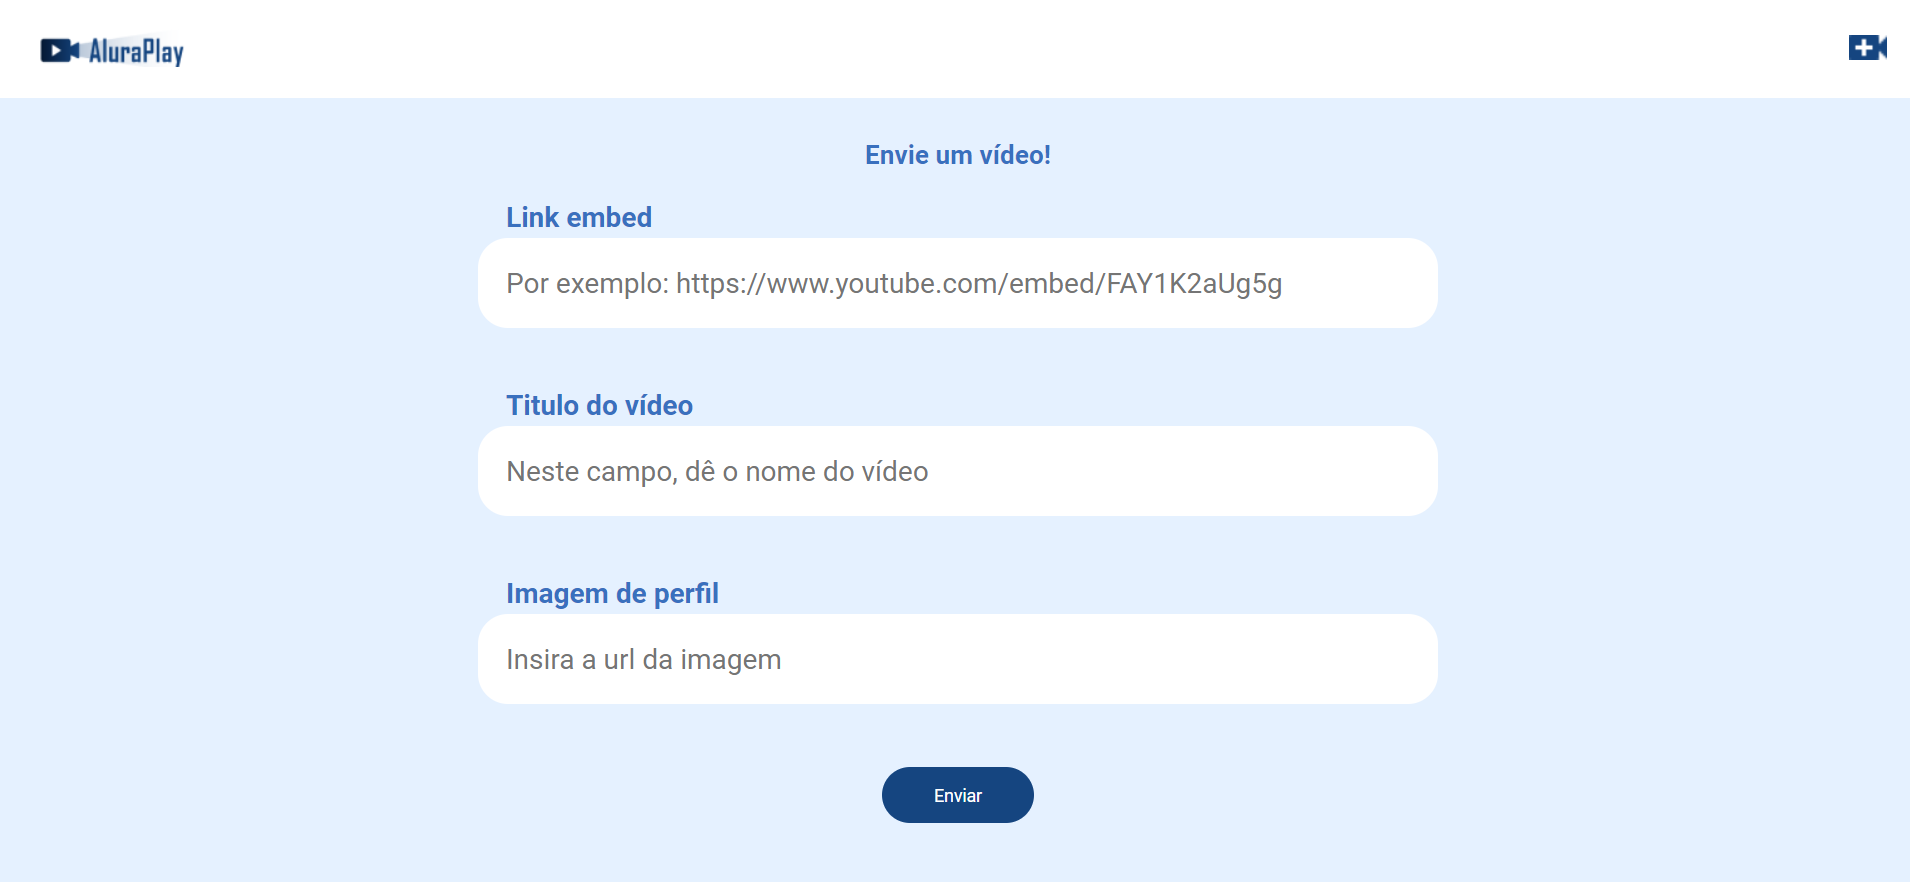 AluraPlay
Envie um vídeo!
Link embed
Por exemplo: https://www.youtube.com/embed/FAY1K2aUg5g
Titulo do vídeo
Neste campo, dê o nome do vídeo
Imagem de perfil
Insira a url da imagem
Enviar